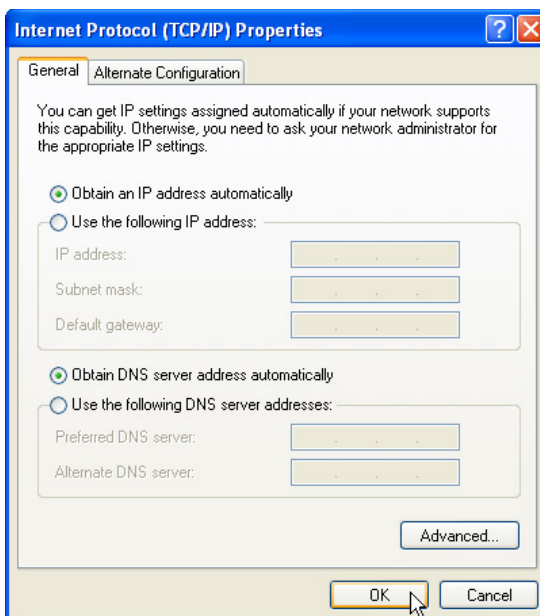 Internet Protocol (TCP/IP) Properties
General Alternate Configuration
You can get IP settings assigned automatically if your network supports
this capability. Otherwise, you need to ask your network administrator for
the appropriate IP settings.
Obtain an IP address automatically
Use the following IP address:
IP address:
Subnet mask:
Default gateway:
Obtain DNS server address automatically
Use the following DNS server addresses:
Preferred DNS server:
Alternate DNS server:
Advanced...
OK Cancel